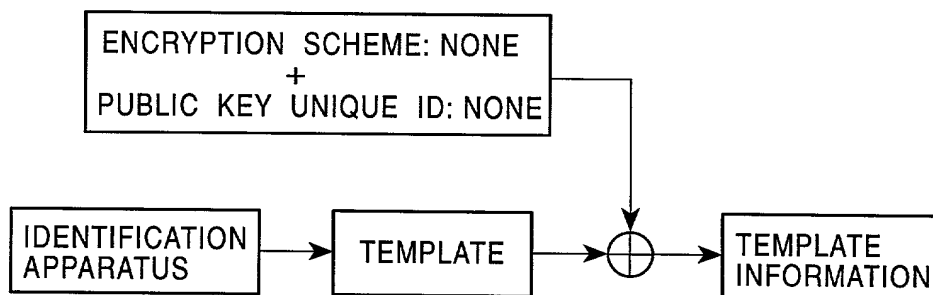 ENCRYPTION SCHEME: NONE
+
PUBLIC KEY UNIQUE ID: NONE
IDENTIFICATION
APPARATUS
TEMPLATE
TEMPLATE
INFORMATION